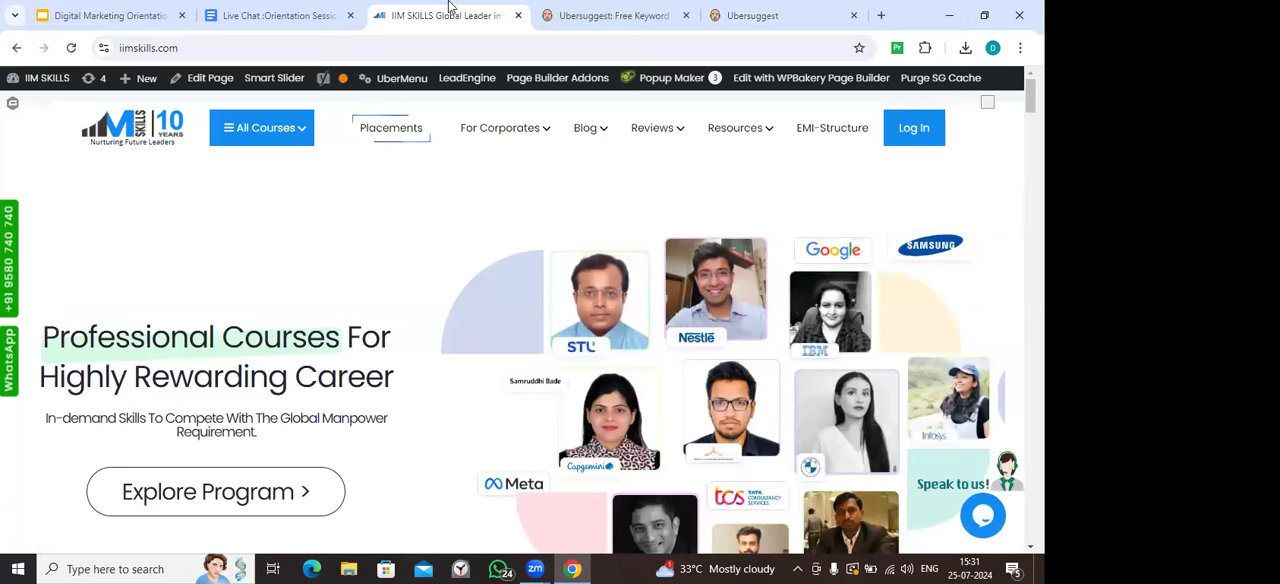 Digital Marketing Orientatio
Live Chat :Orientation Sessio
IIM SKILLS Global Leader in
Ubersuggest: Free Keyword
Ubersuggest
iimskills.com
Pr
D
IIM SKILLS
4
New
Edit Page
Smart Slider
UberMenu
LeadEngine
Page Builder Addons
Popup Maker 3
Edit with WPBakery Page Builder
Purge SG Cache
IIM SKILLS 10 YEARS
Nurturing Future Leaders
All Courses
Placements
For Corporates
Blog
Reviews
Resources
EMI-Structure
Log In
+91 9580 740 740
WhatsApp
Professional Courses For
Highly Rewarding Career
In-demand Skills To Compete With The Global Manpower
Requirement.
Explore Program
Google
SAMSUNG
STL
Nestlé
IBM
Samruddhi Bade
Capgemini
Infosys
Meta
tcs TATA
CONSULTANCY
SERVICES
Speak to us!
Type here to search
24
zm
33°C Mostly cloudy
ENG
15:31
25-07-2024
5